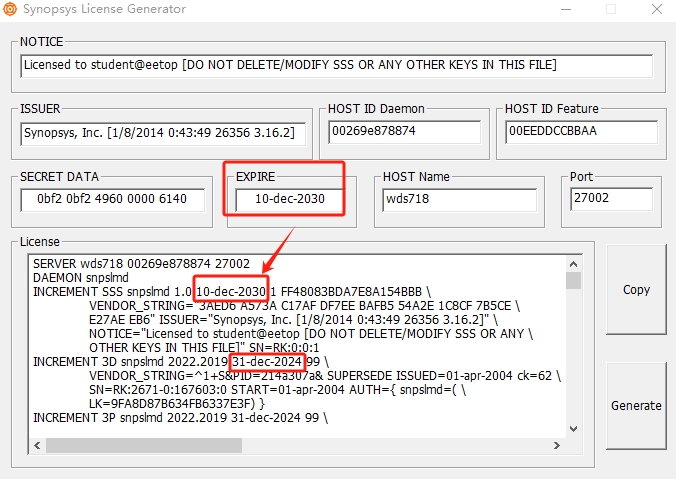 Synopsys License Generator
NOTICE
Licensed to student@eetop [DO NOT DELETE/MODIFY SSS OR ANY OTHER KEYS IN THIS FILE]
ISSUER
Synopsys, Inc. [1/8/2014 0:43:49 26356 3.16.2]
HOST ID Daemon
00269e878874
HOST ID Feature
00EEDDCCBBAA
SECRET DATA
0bf2 0bf2 4960 0000 6140
EXPIRE
10-dec-2030
HOST Name
wds718
Port
27002
License
SERVER wds718 00269e878874 27002
DAEMON snpslmd
INCREMENT SSS snpslmd 1.0 10-dec-2030 1 FF48083BDA7E8A154BBB \
VENDOR_STRING="3AED6 A573A C17AF DF7EE BAFB5 54A2E 1C8CF 7B5CE \
E27AE EB6" ISSUER="Synopsys, Inc. [1/8/2014 0:43:49 26356 3.16.2]" \
NOTICE="Licensed to student@eetop [DO NOT DELETE/MODIFY SSS OR ANY \
OTHER KEYS IN THIS FILE]" SN=RK:0:0:1
INCREMENT 3D snpslmd 2022.2019 31-dec-2024 99 \
VENDOR_STRING=^1+S&PID=214a307a& SUPERSEDE ISSUED=01-apr-2004 ck=62 \
SN=RK:2671-0:167603:0 START=01-apr-2004 AUTH={ snpslmd=( \
LK=9FA8D87B634FB6337E3F) }
INCREMENT 3P snpslmd 2022.2019 31-dec-2024 99 \
Copy
Generate